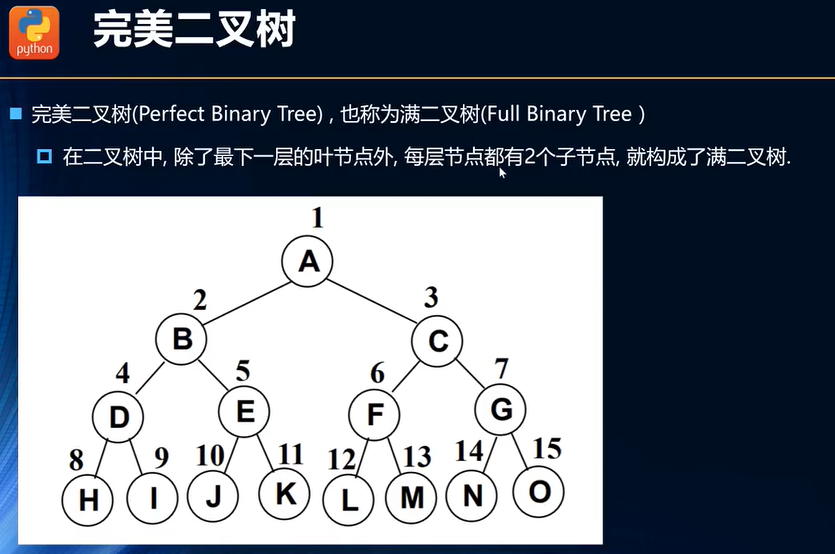 python
完美二叉树
完美二叉树(Perfect Binary Tree) , 也称为满二叉树(Full Binary Tree )
在二叉树中, 除了最下一层的叶节点外, 每层节点都有2个子节点, 就构成了满二叉树.
1
A
2 3
B C
4 5 6 7
D E F G
8 9 10 11 12 13 14 15
H I J K L M N O